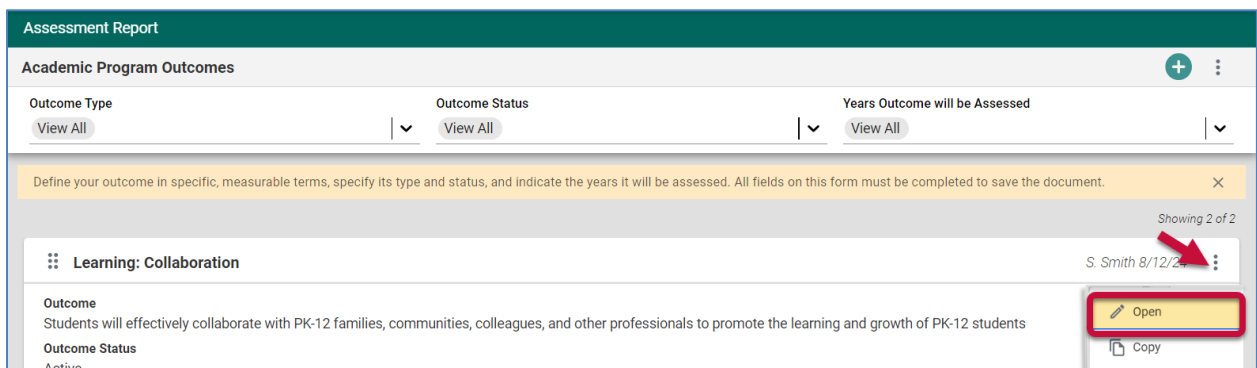 Assessment Report
Academic Program Outcomes
Outcome Type
Outcome Status
Years Outcome will be Assessed
View All
View All
View All
Define your outcome in specific, measurable terms, specify its type and status, and indicate the years it will be assessed. All fields on this form must be completed to save the document.
Showing 2 of 2
Learning: Collaboration
S. Smith 8/12/24
Outcome
Students will effectively collaborate with PK-12 families, communities, colleagues, and other professionals to promote the learning and growth of PK-12 students
Outcome Status
Active
Open
Copy